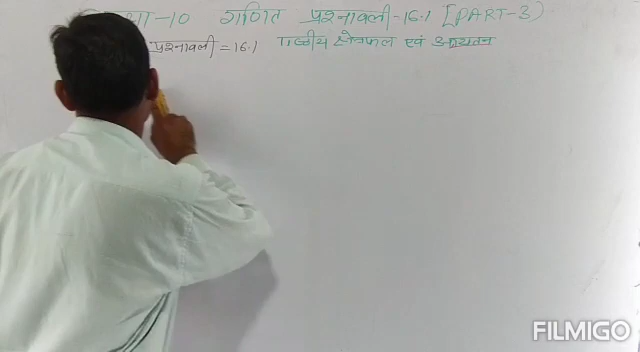 -10 गणित प्रश्नावली-16.1 [PART-3)
प्रश्नावली = 16.1 क्षेत्रफल एवं आयतन
FILMIGO